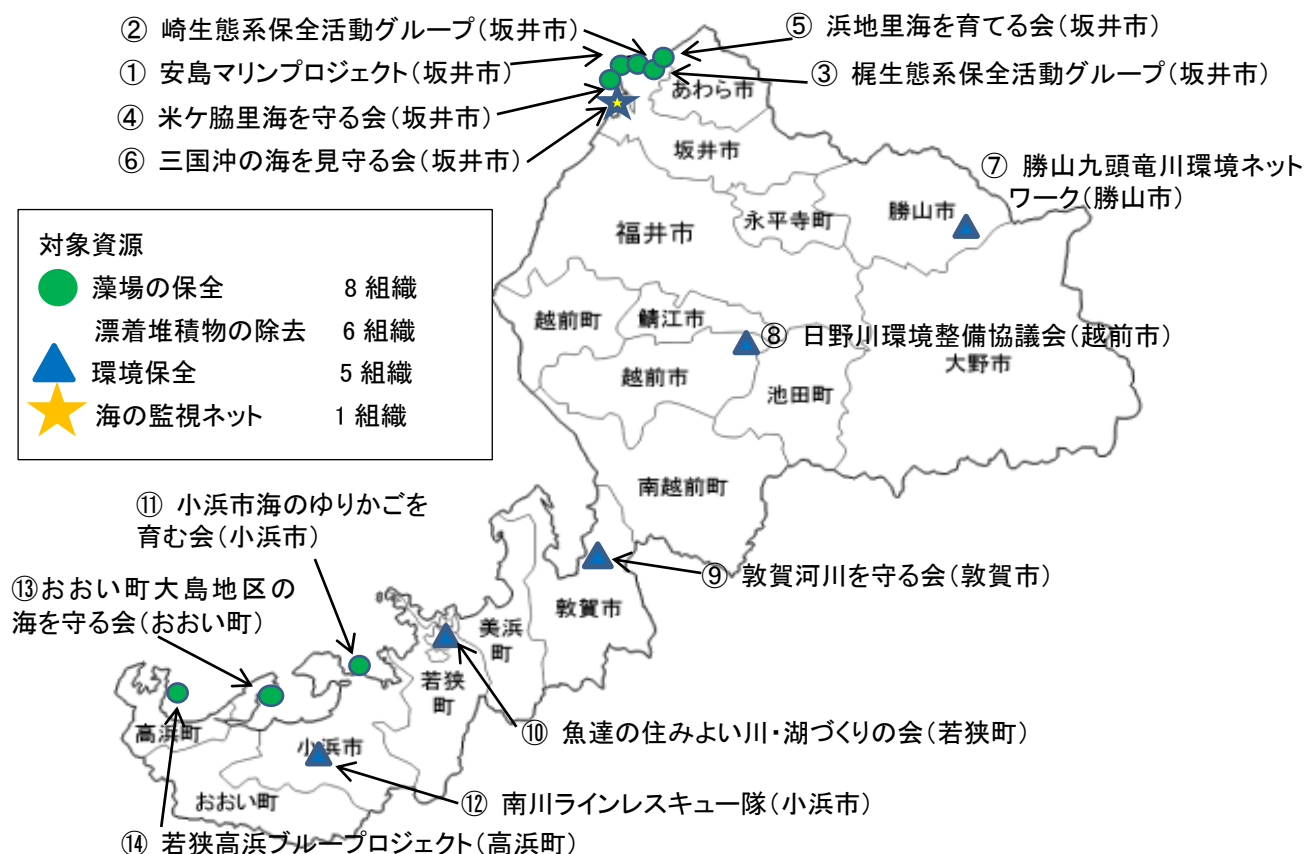 ② 崎生態系保全活動グループ(坂井市)
⑤ 浜地里海を育てる会(坂井市)
① 安島マリンプロジェクト(坂井市)
③ 梶生態系保全活動グループ(坂井市)
あわら市
④ 米ケ脇里海を守る会(坂井市)
坂井市
⑥ 三国沖の海を見守る会(坂井市)
⑦ 勝山九頭竜川環境ネット
ワーク(勝山市)
勝山市
永平寺町
福井市
対象資源
藻場の保全 8 組織
漂着堆積物の除去 6 組織
環境保全 5 組織
海の監視ネット 1 組織
越前町
鯖江市
⑧ 日野川環境整備協議会(越前市)
大野市
越前市
池田町
南越前町
⑪ 小浜市海のゆりかごを
育む会(小浜市)
⑨ 敦賀河川を守る会(敦賀市)
⑬おおい町大島地区の
海を守る会(おおい町)
敦賀市
美浜
町
若狭
町
高浜町
⑩ 魚達の住みよい川・湖づくりの会(若狭町)
小浜市
おおい町
⑫ 南川ラインレスキュー隊(小浜市)
⑭ 若狭高浜ブループロジェクト(高浜町)